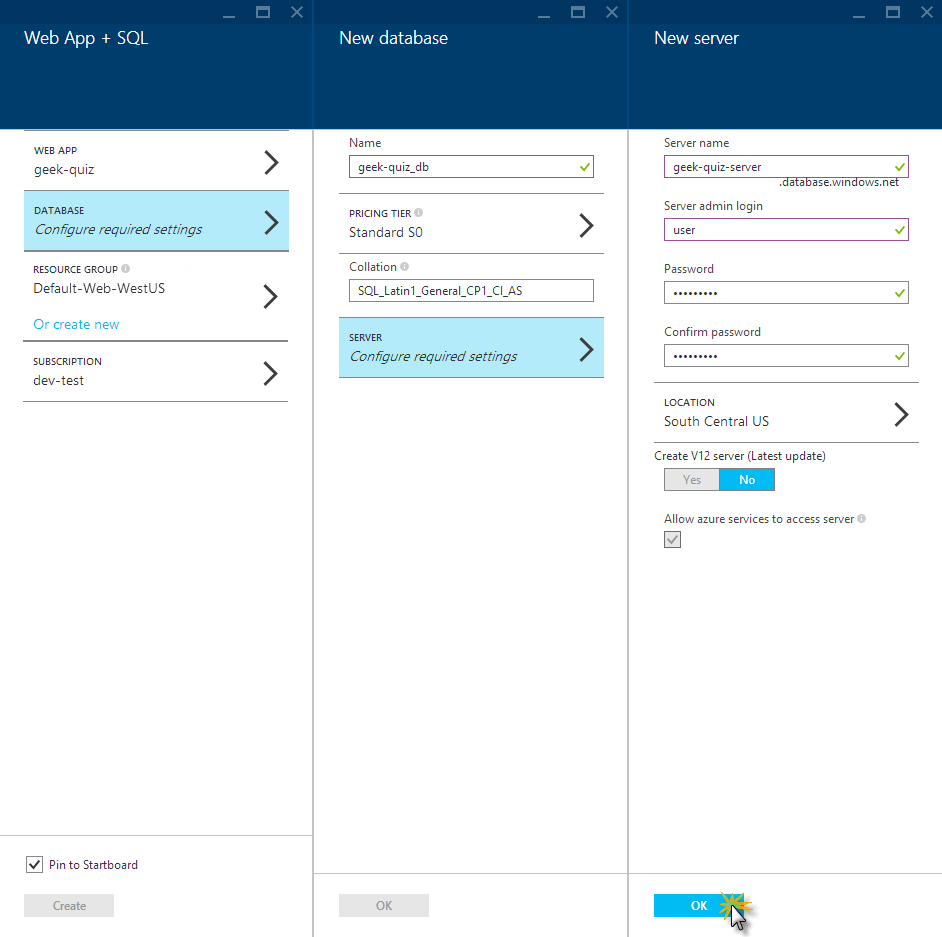 Web App + SQL
WEB APP
geek-quiz
DATABASE
Configure required settings
RESOURCE GROUP
Default-Web-WestUS
Or create new
SUBSCRIPTION
dev-test
Pin to Startboard
Create
New database
Name
geek-quiz_db
PRICING TIER
Standard S0
Collation
SQL_Latin1_General_CP1_CI_AS
SERVER
Configure required settings
OK
New server
Server name
geek-quiz-server
.database.windows.net
Server admin login
user
Password
•••••••••
Confirm password
•••••••••
LOCATION
South Central US
Create V12 server (Latest update)
Yes No
Allow azure services to access server
OK